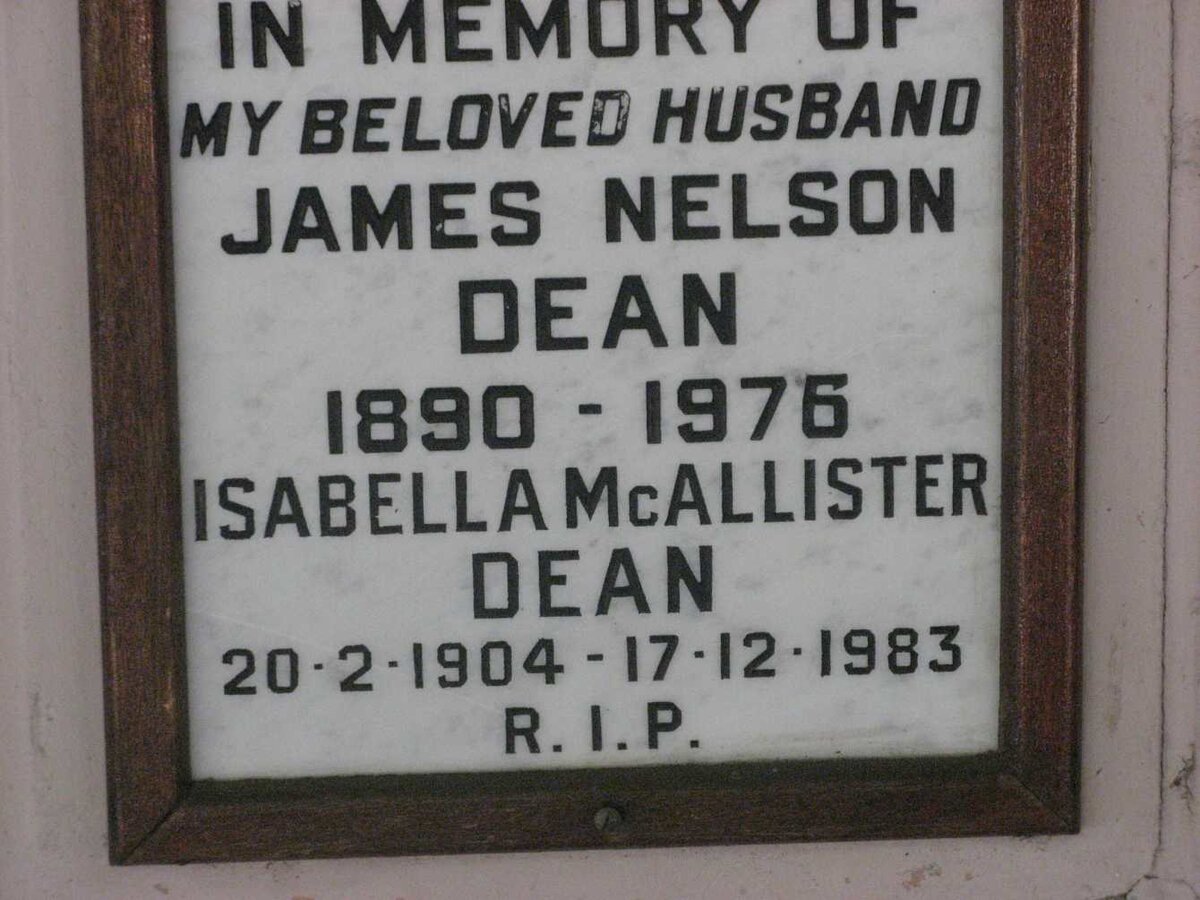 IN MEMORY OF
MY BELOVED HUSBAND
JAMES NELSON
DEAN
1890 - 1976
ISABELLA McALLISTER
DEAN
20·2·1904 - 17·12·1983
R.I.P.